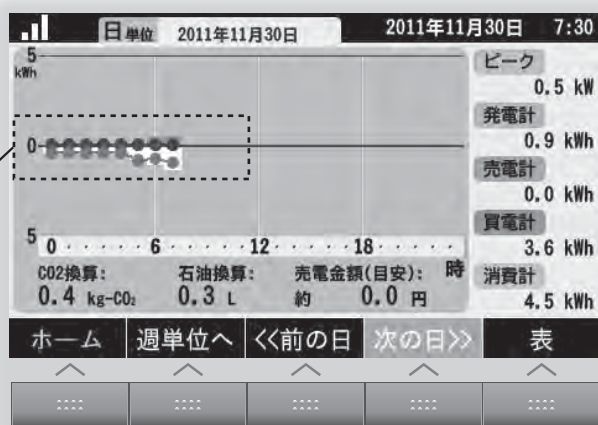 日単位 2011年11月30日 2011年11月30日 7:30
5
kWh
0
5
0 6 12 18 時
ピーク
0.5 kW
発電計
0.9 kWh
売電計
0.0 kWh
買電計
3.6 kWh
消費計
4.5 kWh
CO2換算: 石油換算: 売電金額(目安):
0.4 kg-CO₂ 0.3 L 約 0.0 円
ホーム 週単位へ <<前の日 次の日>> 表